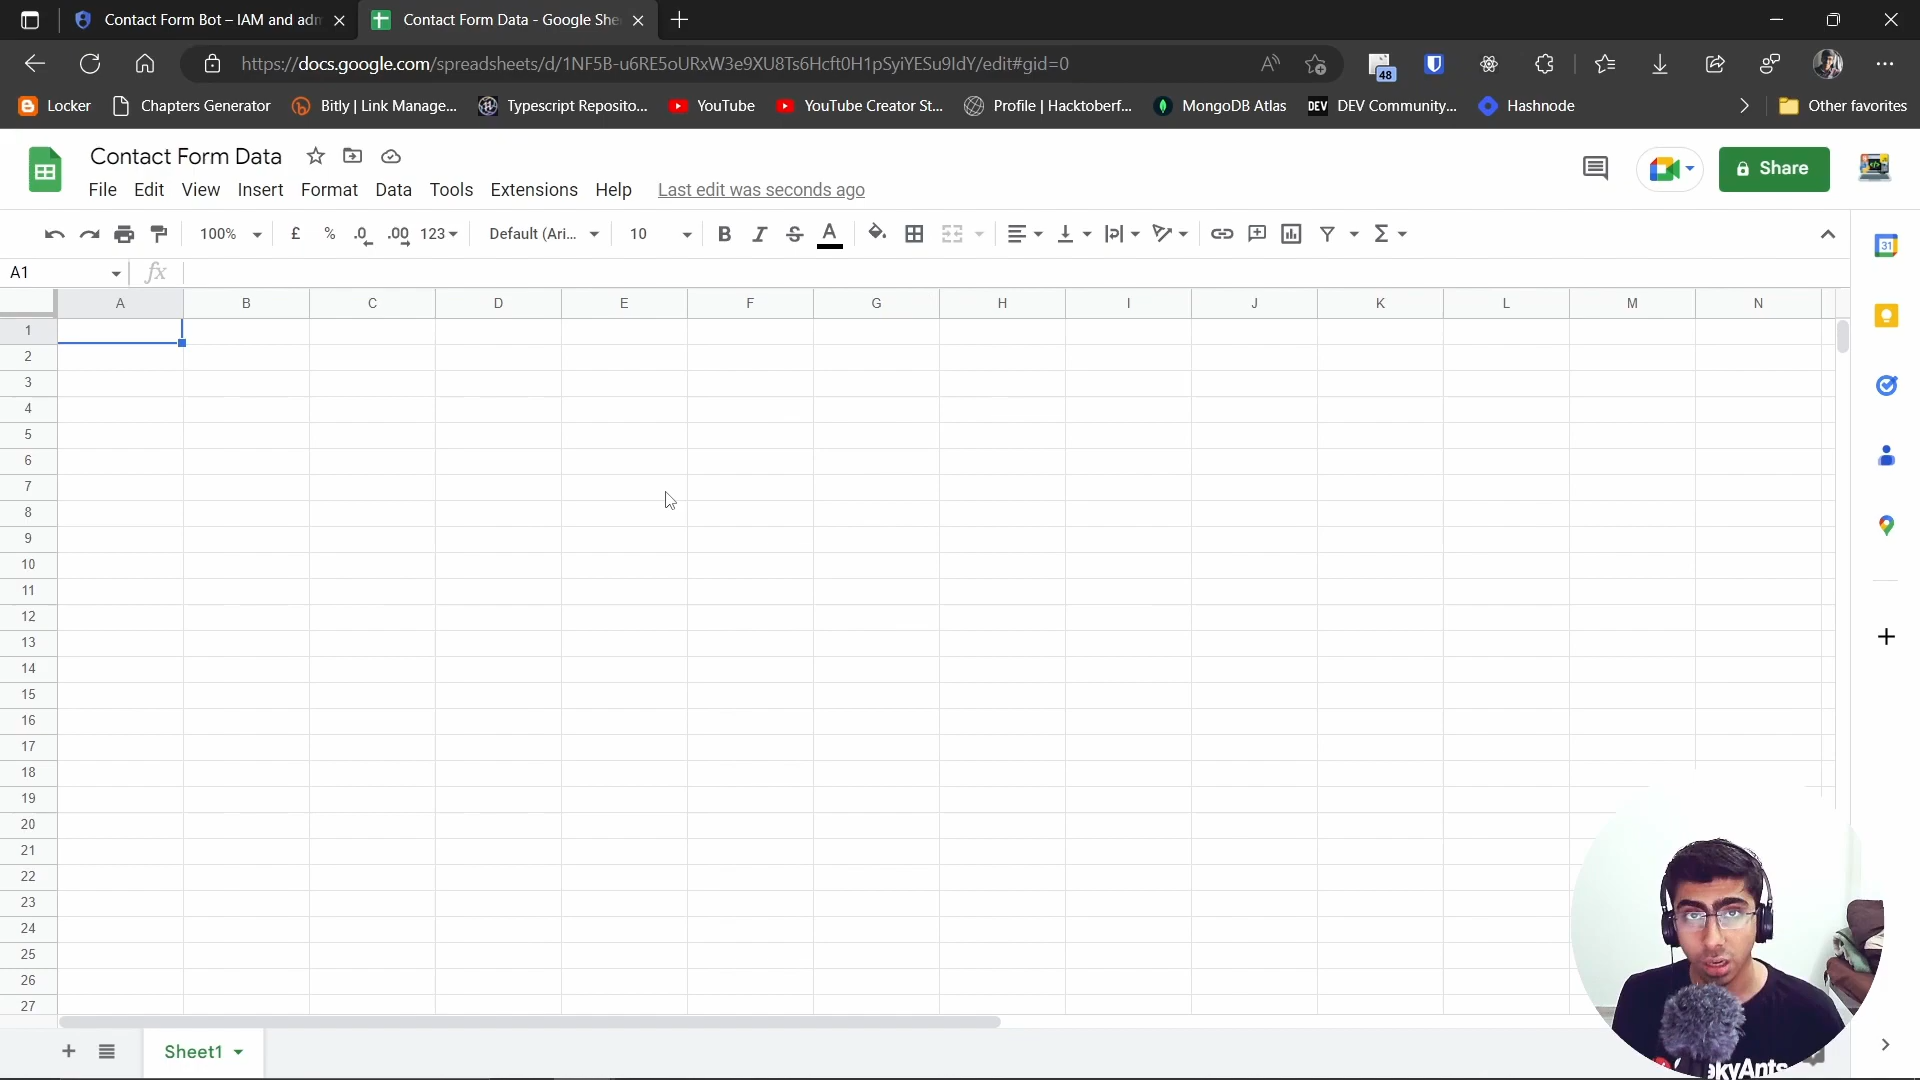 Contact Form Bot – IAM and adm
Contact Form Data - Google She
https://docs.google.com/spreadsheets/d/1NF5B-u6RE5oURxW3e9XU8Ts6Hcft0H1pSyiYESu9IdY/edit#gid=0
48
Locker
Chapters Generator
Bitly | Link Manage...
Typescript Reposito...
YouTube
YouTube Creator St...
Profile | Hacktoberf...
MongoDB Atlas
DEV
DEV Community...
Hashnode
Other favorites
Contact Form Data
Share
File Edit View Insert Format Data Tools Extensions Help Last edit was seconds ago
100% £ % .0 .00 123 Default (Ari... 10 B I S A Σ
31
A1 fx
A B C D E F G H I J K L M N
1
2
3
4
5
6
7
8
9
10
11
12
13
14
15
16
17
18
19
20
21
22
23
24
25
26
27
Sheet1